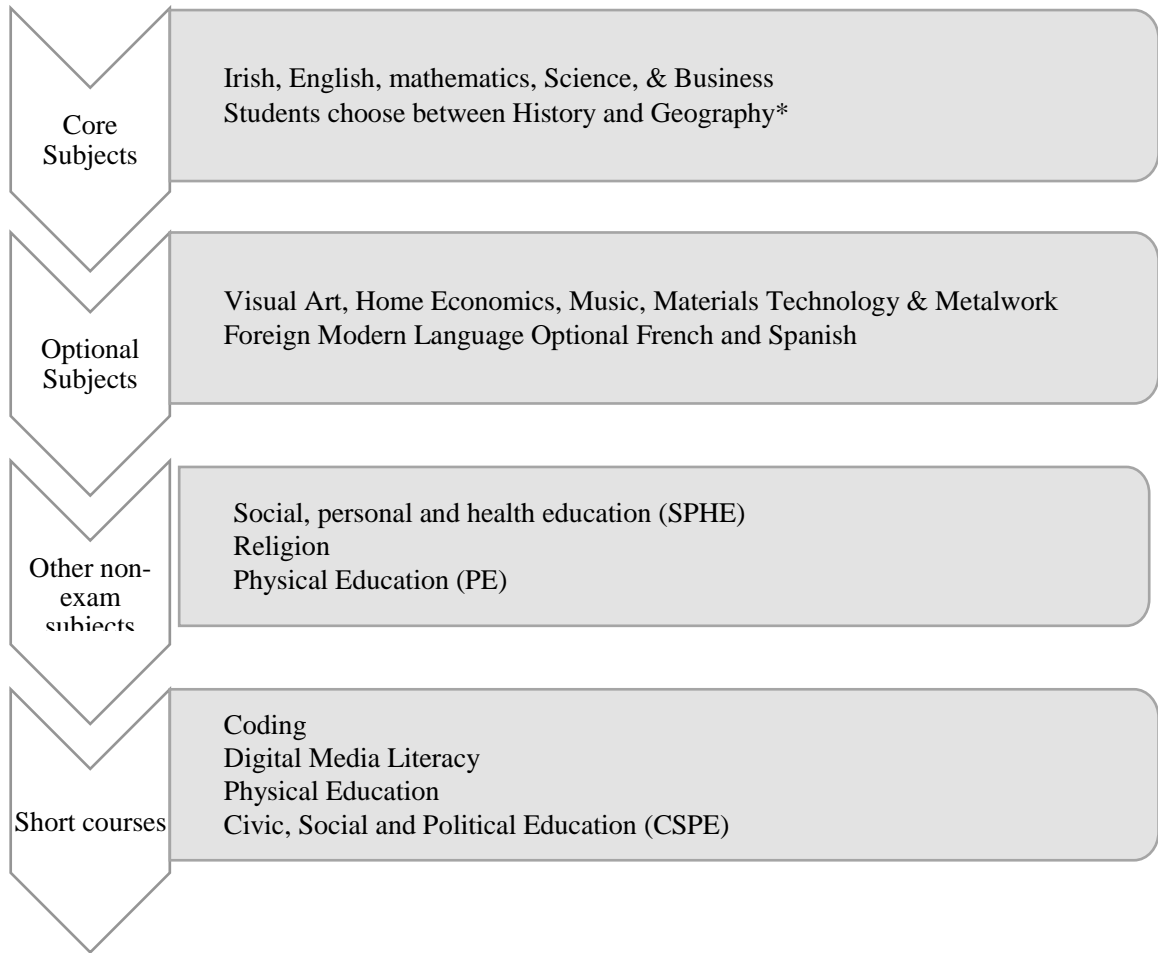 Core
Subjects
Irish, English, mathematics, Science, & Business
Students choose between History and Geography*
Optional
Subjects
Visual Art, Home Economics, Music, Materials Technology & Metalwork
Foreign Modern Language Optional French and Spanish
Other non-
exam
subjects
Social, personal and health education (SPHE)
Religion
Physical Education (PE)
Short courses
Coding
Digital Media Literacy
Physical Education
Civic, Social and Political Education (CSPE)